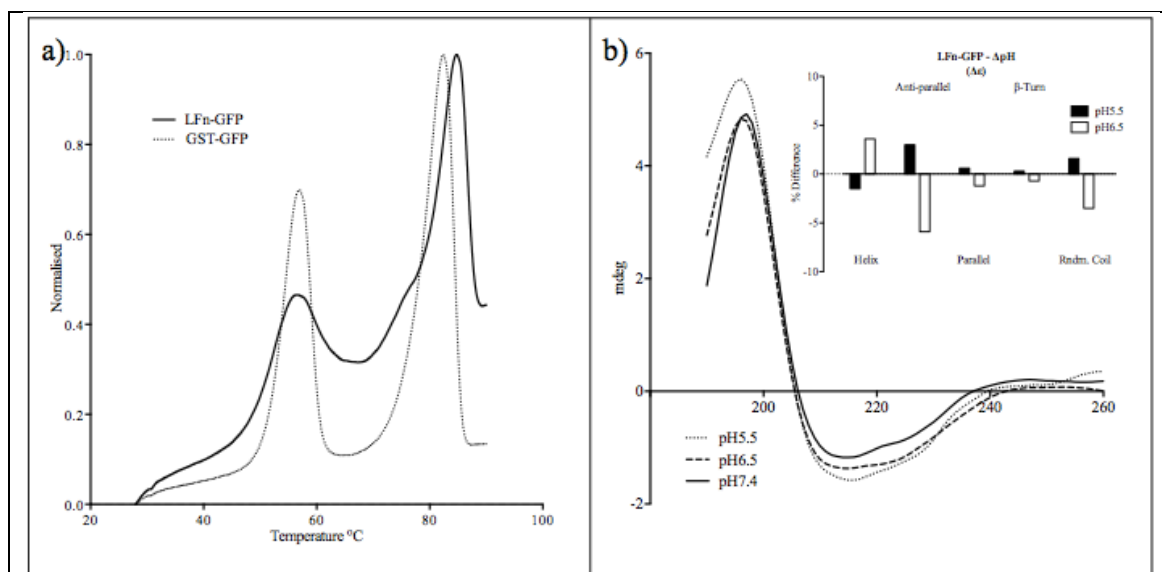 a)
1.0
0.8
0.6
0.4
0.2
0.0
Normalised
LFn-GFP
GST-GFP
20
40
60
80
100
Temperature °C
b)
6
4
2
0
-2
mdeg
200
220
240
260
pH5.5
pH6.5
pH7.4
LFn-GFP - ΔpH
(Δε)
Anti-parallel
β-Turn
10
5
0
-5
-10
% Difference
pH5.5
pH6.5
Helix
Parallel
Rndm. Coil